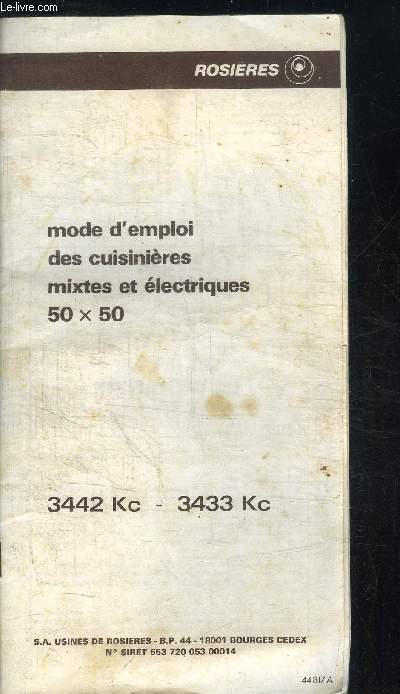 Le-livre.com
ROSIERES
mode d'emploi
des cuisinières
mixtes et électriques
50 × 50
3442 Kc - 3433 Kc
S.A. USINES DE ROSIERES - B.P. 44 - 18001 BOURGES CEDEX
N° SIRET 553 720 053 00014
4481/A